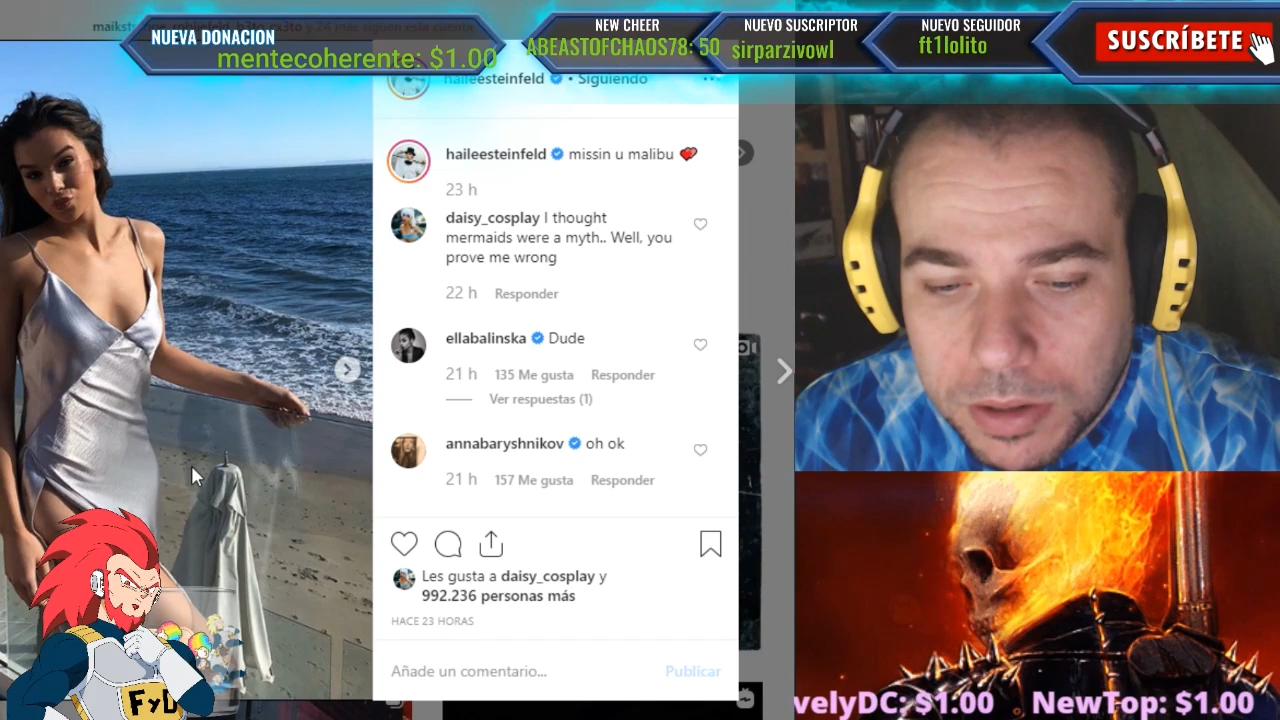 NUEVA DONACION
mentecoherente: $1.00
NEW CHEER
ABEASTOFCHAOS78: 50
NUEVO SUSCRIPTOR
sirparzivowl
NUEVO SEGUIDOR
ft1lolito
SUSCRÍBETE
haileesteinfeld • Siguiendo
haileesteinfeld missin u malibu
23 h
daisy_cosplay I thought
mermaids were a myth.. Well, you
prove me wrong
22 h Responder
ellabalinska Dude
21 h 135 Me gusta Responder
Ver respuestas (1)
annabaryshnikov oh ok
21 h 157 Me gusta Responder
Les gusta a daisy_cosplay y
992.236 personas más
HACE 23 HORAS
Añade un comentario... Publicar
FyD
velyDC: $1.00 NewTop: $1.00